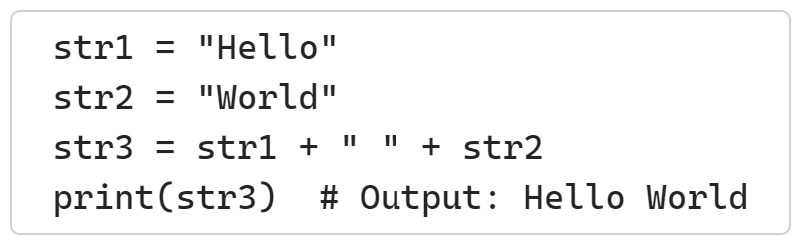 str1 = "Hello"
str2 = "World"
str3 = str1 + " " + str2
print(str3)  # Output: Hello World